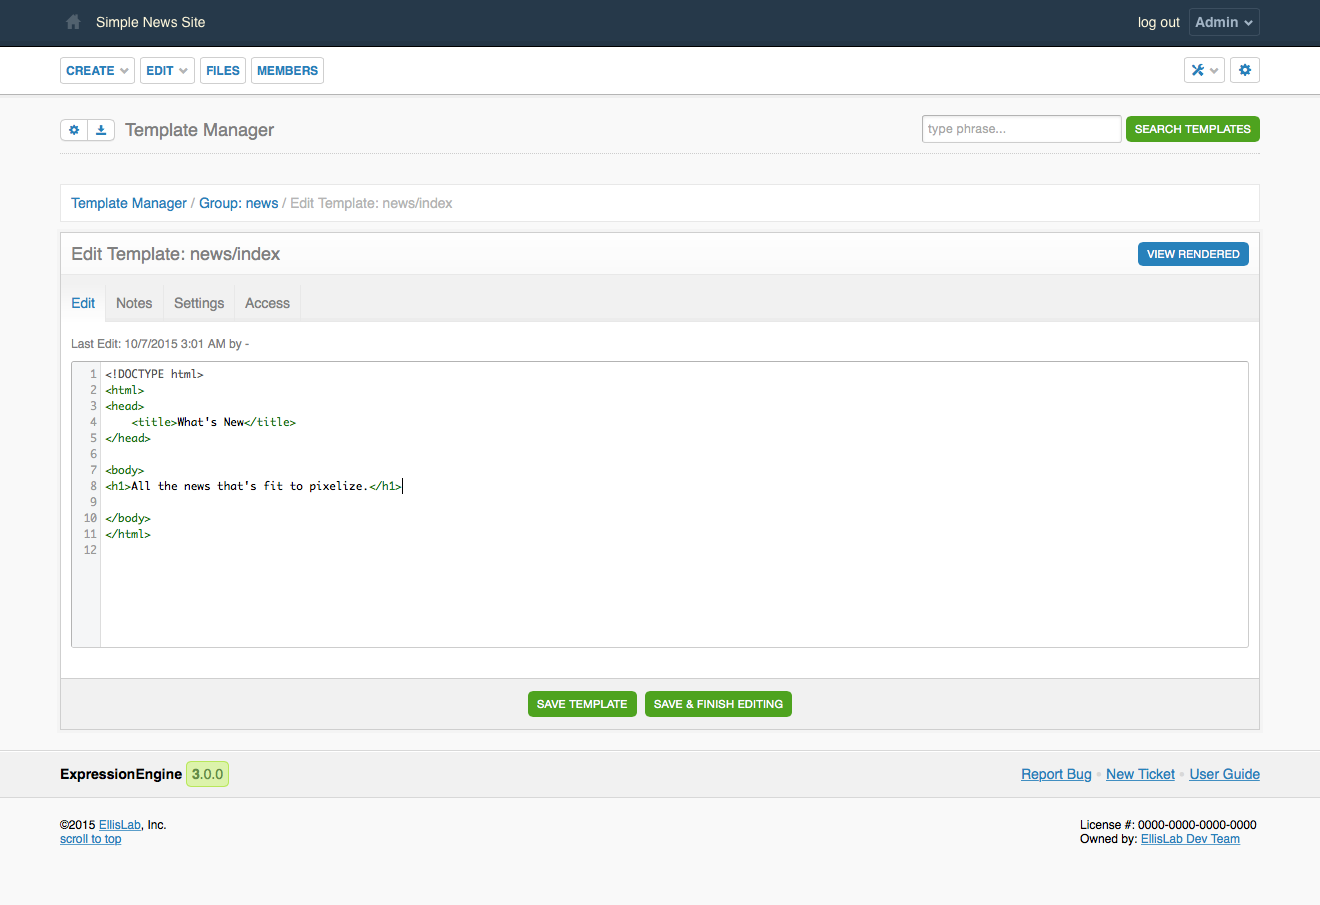 Simple News Site log out Admin
CREATE EDIT FILES MEMBERS
Template Manager type phrase... SEARCH TEMPLATES
Template Manager / Group: news / Edit Template: news/index
Edit Template: news/index VIEW RENDERED
Edit Notes Settings Access
Last Edit: 10/7/2015 3:01 AM by -
1 <!DOCTYPE html>
2 <html>
3 <head>
4     <title>What's New</title>
5 </head>
6
7 <body>
8 <h1>All the news that's fit to pixelize.</h1>
9
10 </body>
11 </html>
12
SAVE TEMPLATE SAVE & FINISH EDITING
ExpressionEngine 3.0.0 Report Bug • New Ticket • User Guide
©2015 EllisLab, Inc. License #: 0000-0000-0000-0000
scroll to top Owned by: EllisLab Dev Team